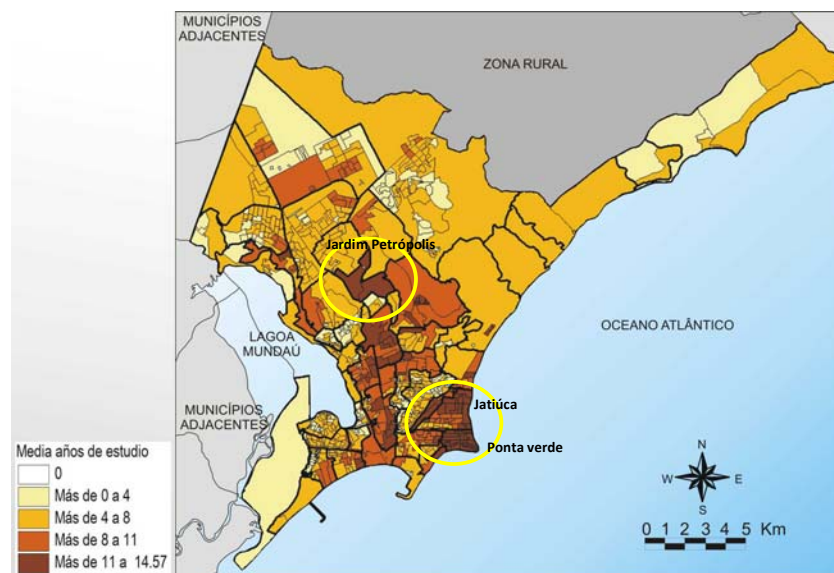 MUNICÍPIOS
ADJACENTES
ZONA RURAL
Jardim Petrópolis
OCEANO ATLÂNTICO
LAGOA
MUNDAÚ
MUNICÍPIOS
ADJACENTES
Jatiúca
Ponta verde
Media años de estudio
0
Más de 0 a 4
Más de 4 a 8
Más de 8 a 11
Más de 11 a 14.57
N
W E
S
0 1 2 3 4 5 Km